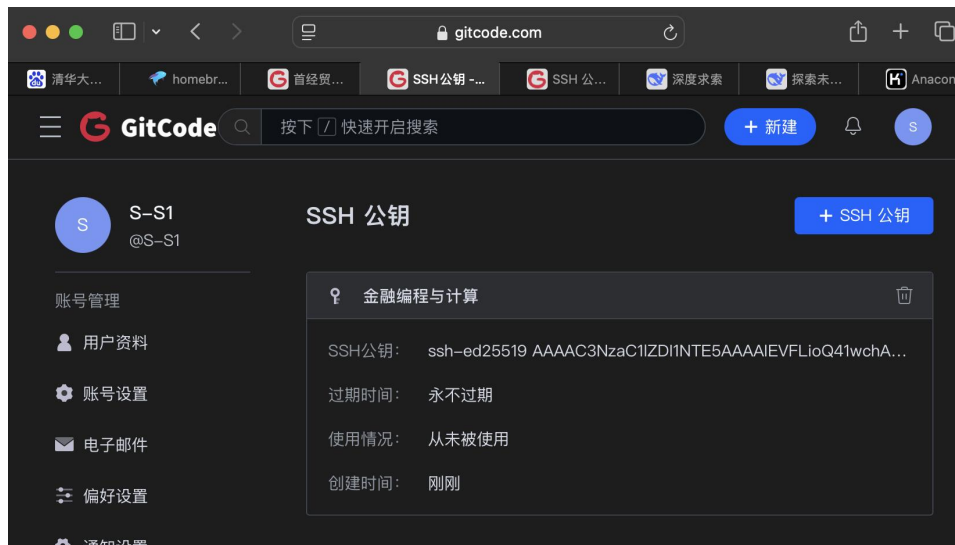 gitcode.com
清华大...
homebr...
首经贸...
SSH公钥 -...
SSH 公...
深度求索
探索未...
Anacon
GitCode
按下 / 快速开启搜索
+ 新建
S
S
S-S1
@S-S1
SSH 公钥
+ SSH 公钥
账号管理
用户资料
账号设置
电子邮件
偏好设置
通知设置
金融编程与计算
SSH公钥: ssh-ed25519 AAAAC3NzaC1lZDI1NTE5AAAAIEVFLioQ41wchA...
过期时间: 永不过期
使用情况: 从未被使用
创建时间: 刚刚